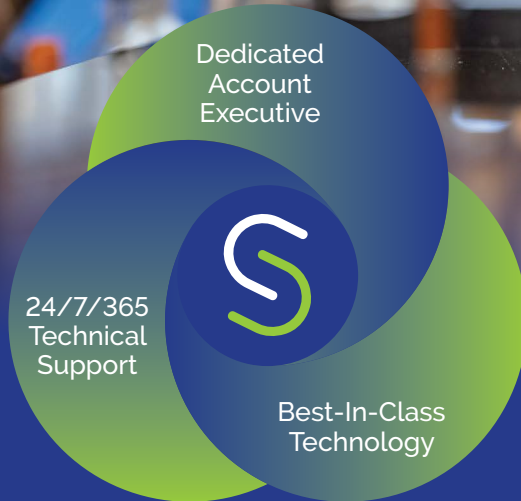 Dedicated
Account
Executive
24/7/365
Technical
Support
Best-In-Class
Technology